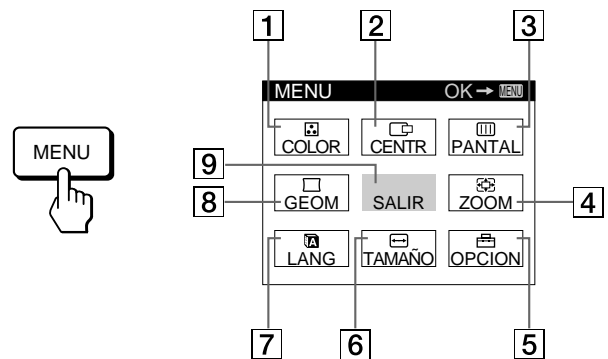 1 2 3
MENU OK → MENU
COLOR CENTR PANTAL
MENU
9
8 GEOM SALIR ZOOM 4
LANG TAMAÑO OPCION
7 6 5